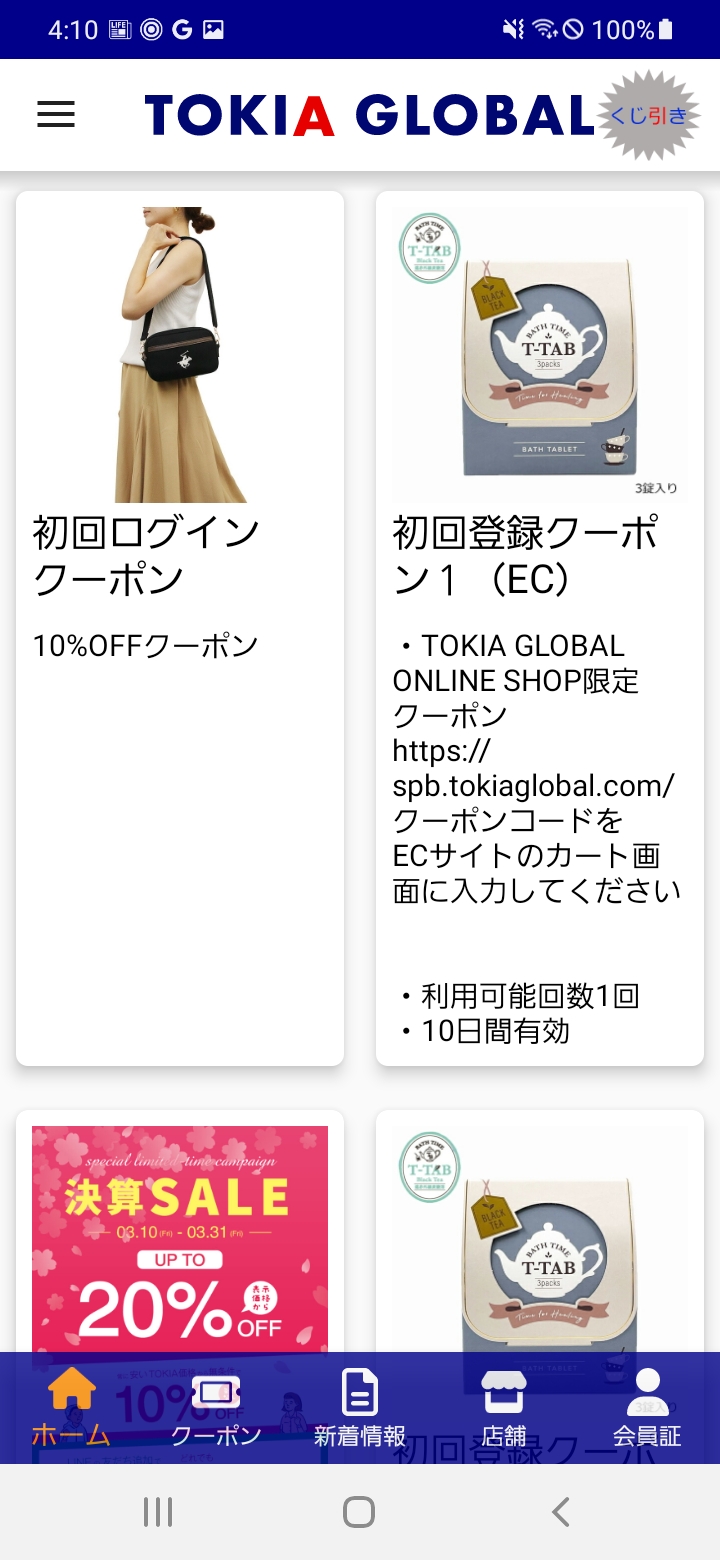 4:10
100%
TOKIA GLOBAL
くじ引き
初回ログイン
クーポン
10%OFFクーポン
BATH TIME
T-TAB
Black Tea
BLACK
TEA
BATH TIME
T-TAB
3packs
Time for Healing
BATH TABLET
3錠入り
初回登録クーポ
ン１（EC）
・TOKIA GLOBAL
ONLINE SHOP限定
クーポン
https://
spb.tokiaglobal.com/
クーポンコードを
ECサイトのカート画
面に入力してください
・利用可能回数1回
・10日間有効
special limited-time campaign
決算SALE
03.10(Fri) - 03.31(Fri)
UP TO
20%OFF
表示
価格
から
10%OFF
BATH TIME
T-TAB
Black Tea
BLACK
TEA
BATH TIME
T-TAB
3packs
Time for Healing
BATH TABLET
3錠入り
初回登録クーポ
ホーム
クーポン
新着情報
店舗
会員証